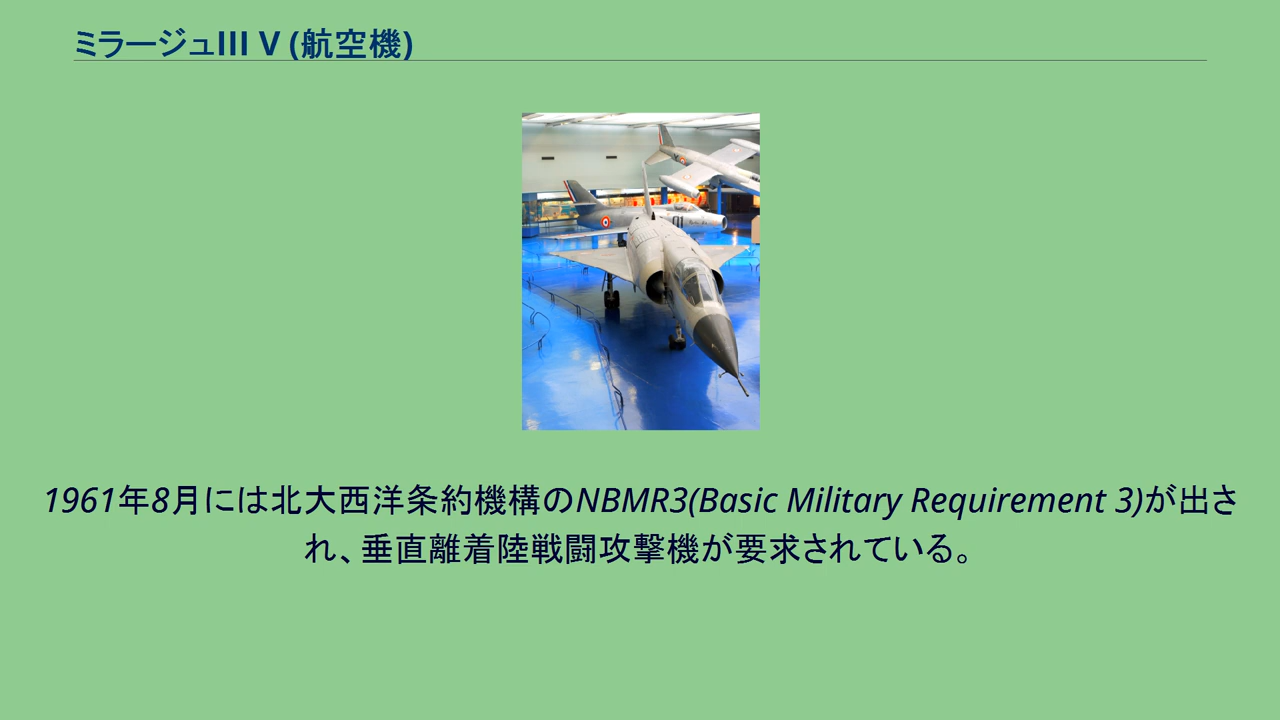 ミラージュIII V (航空機)
01
1961年8月には北大西洋条約機構のNBMR3(Basic Military Requirement 3)が出さ
れ、垂直離着陸戦闘攻撃機が要求されている。